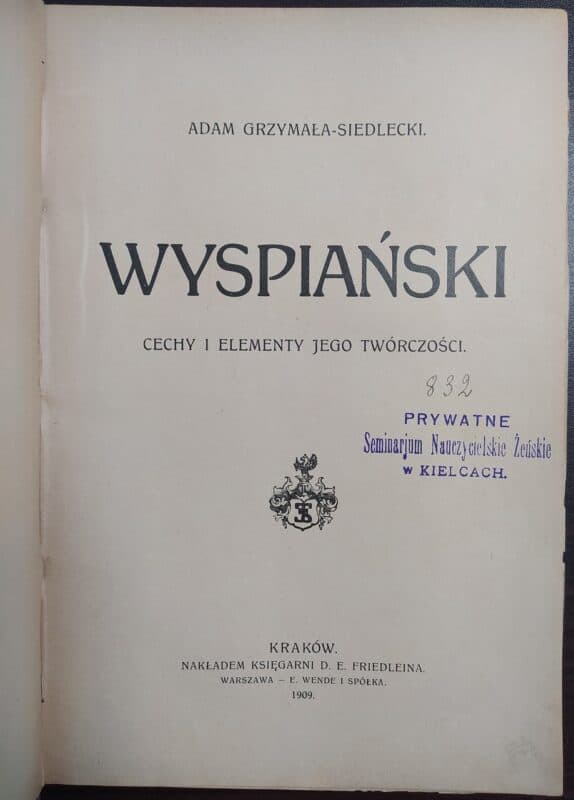 ADAM GRZYMAŁA-SIEDLECKI.
WYSPIAŃSKI
CECHY I ELEMENTY JEGO TWÓRCZOŚCI.
832
PRYWATNE
Seminarjum Nauczycielskie Żeńskie
w KIELCACH.
KRAKÓW.
NAKŁADEM KSIĘGARNI D. E. FRIEDLEINA.
WARSZAWA – E. WENDE I SPÓŁKA.
1909.